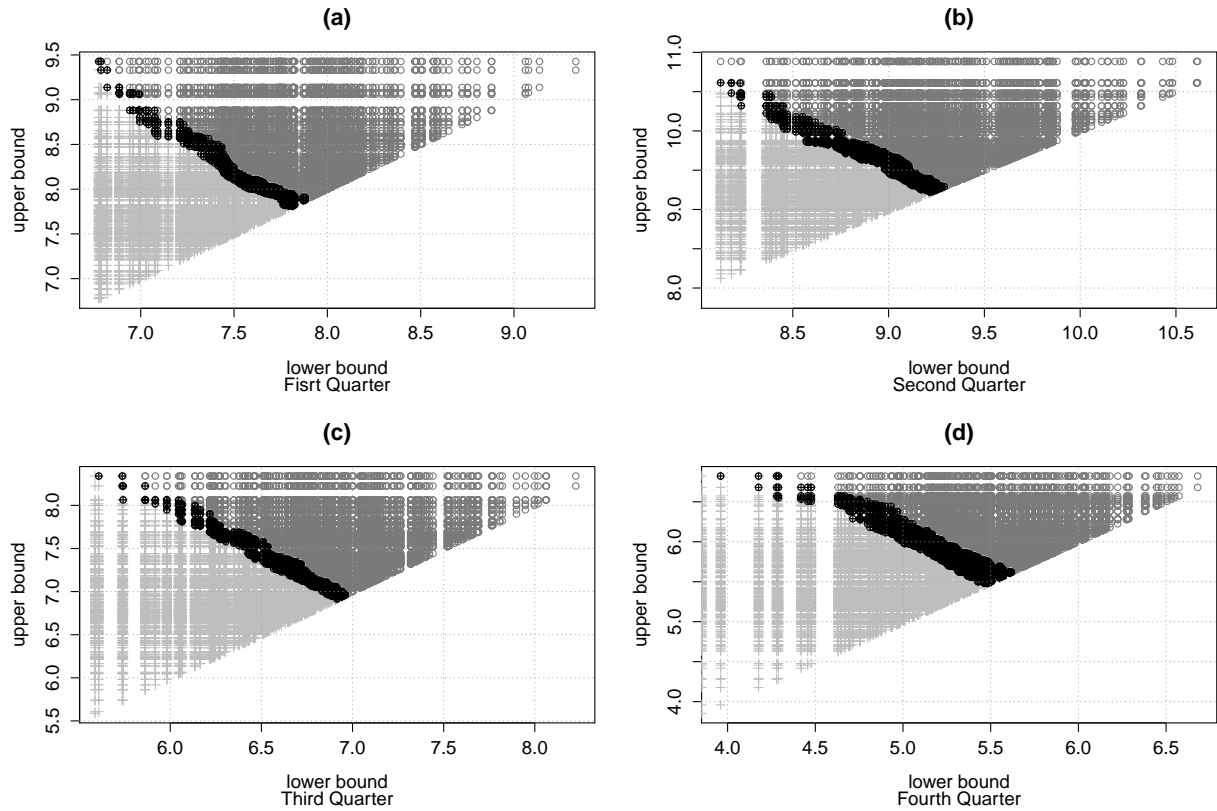 (a)
upper bound
9.5
9.0
8.5
8.0
7.5
7.0
7.0 7.5 8.0 8.5 9.0
lower bound
Fisrt Quarter
(b)
upper bound
11.0
10.0
9.0
8.0
8.5 9.0 9.5 10.0 10.5
lower bound
Second Quarter
(c)
upper bound
8.0
7.5
7.0
6.5
6.0
5.5
6.0 6.5 7.0 7.5 8.0
lower bound
Third Quarter
(d)
upper bound
6.0
5.0
4.0
4.0 4.5 5.0 5.5 6.0 6.5
lower bound
Fourth Quarter